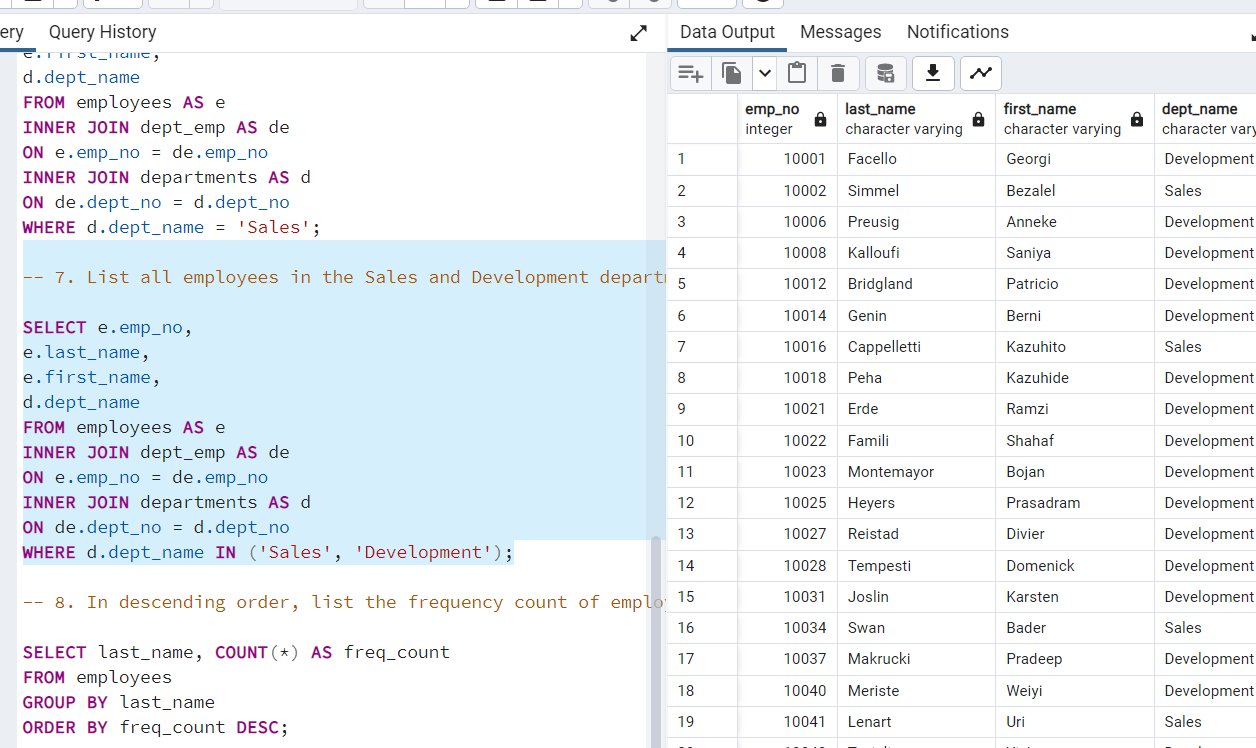 ery Query History
e.first_name,
d.dept_name
FROM employees AS e
INNER JOIN dept_emp AS de
ON e.emp_no = de.emp_no
INNER JOIN departments AS d
ON de.dept_no = d.dept_no
WHERE d.dept_name = 'Sales';
-- 7. List all employees in the Sales and Development departm
SELECT e.emp_no,
e.last_name,
e.first_name,
d.dept_name
FROM employees AS e
INNER JOIN dept_emp AS de
ON e.emp_no = de.emp_no
INNER JOIN departments AS d
ON de.dept_no = d.dept_no
WHERE d.dept_name IN ('Sales', 'Development');
-- 8. In descending order, list the frequency count of emplo
SELECT last_name, COUNT(*) AS freq_count
FROM employees
GROUP BY last_name
ORDER BY freq_count DESC;
Data Output Messages Notifications
emp_no last_name first_name dept_name
integer character varying character varying character vary
1 10001 Facello Georgi Development
2 10002 Simmel Bezalel Sales
3 10006 Preusig Anneke Development
4 10008 Kalloufi Saniya Development
5 10012 Bridgland Patricio Development
6 10014 Genin Berni Development
7 10016 Cappelletti Kazuhito Sales
8 10018 Peha Kazuhide Development
9 10021 Erde Ramzi Development
10 10022 Famili Shahaf Development
11 10023 Montemayor Bojan Development
12 10025 Heyers Prasadram Development
13 10027 Reistad Divier Development
14 10028 Tempesti Domenick Development
15 10031 Joslin Karsten Development
16 10034 Swan Bader Sales
17 10037 Makrucki Pradeep Development
18 10040 Meriste Weiyi Development
19 10041 Lenart Uri Sales